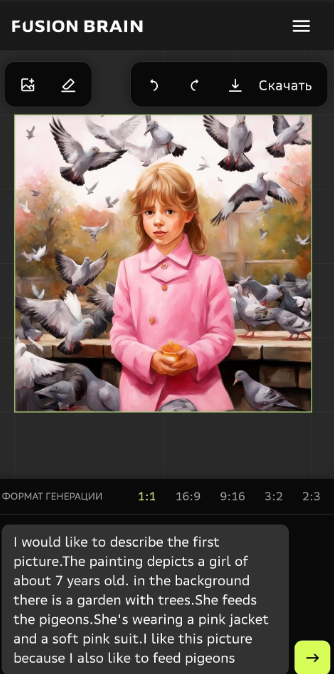 FUSION BRAIN
Скачать
ФОРМАТ ГЕНЕРАЦИИ 1:1 16:9 9:16 3:2 2:3
I would like to describe the first
picture.The painting depicts a girl of
about 7 years old. in the background
there is a garden with trees.She feeds
the pigeons.She's wearing a pink jacket
and a soft pink suit.I like this picture
because I also like to feed pigeons